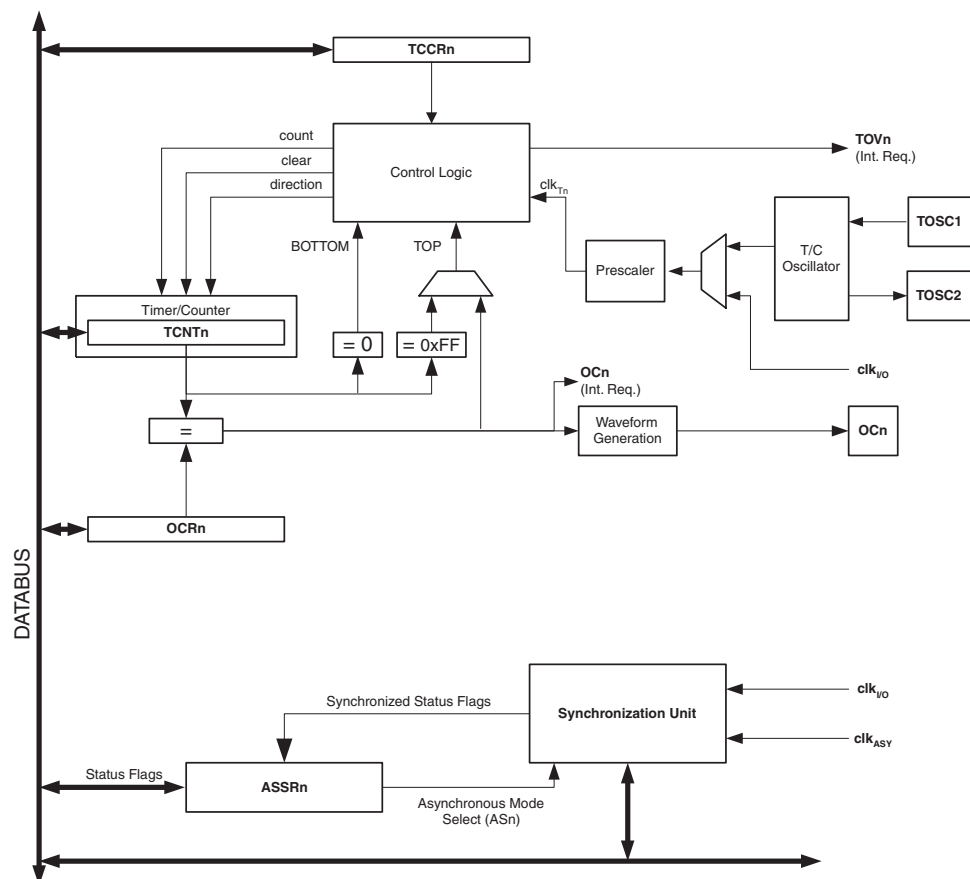 TCCRn
count
clear
direction
Control Logic
TOVn
(Int. Req.)
clkTn
BOTTOM
TOP
Prescaler
T/C
Oscillator
TOSC1
TOSC2
Timer/Counter
TCNTn
= 0
= 0xFF
OCn
(Int. Req.)
clkI/O
=
Waveform
Generation
OCn
OCRn
DATABUS
Synchronized Status Flags
Synchronization Unit
clkI/O
clkASY
Status Flags
ASSRn
Asynchronous Mode
Select (ASn)